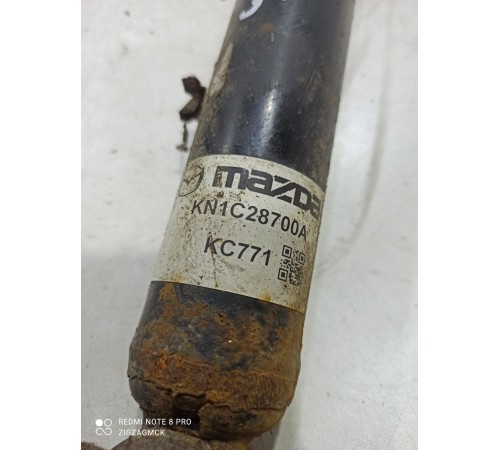 mazda
KN1C28700A
KC771
REDMI NOTE 8 PRO
ZIGZAGMCK